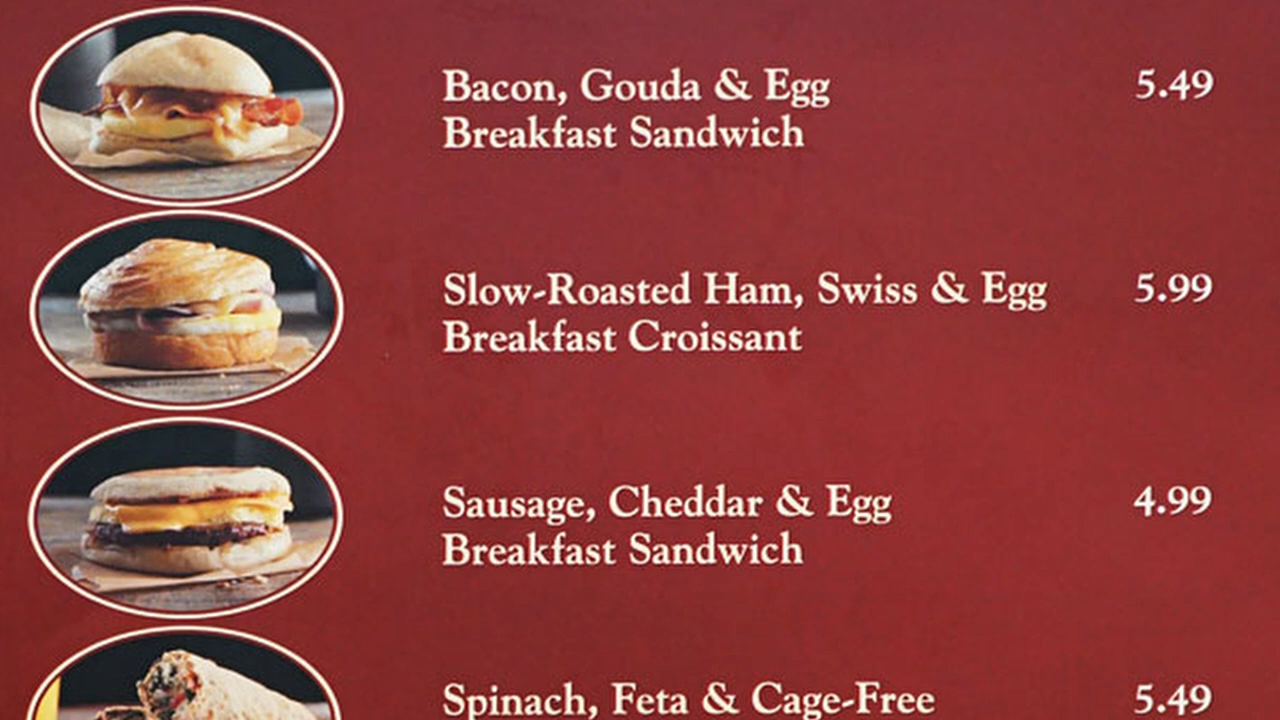 Bacon, Gouda & Egg 5.49
Breakfast Sandwich
Slow-Roasted Ham, Swiss & Egg 5.99
Breakfast Croissant
Sausage, Cheddar & Egg 4.99
Breakfast Sandwich
Spinach, Feta & Cage-Free 5.49